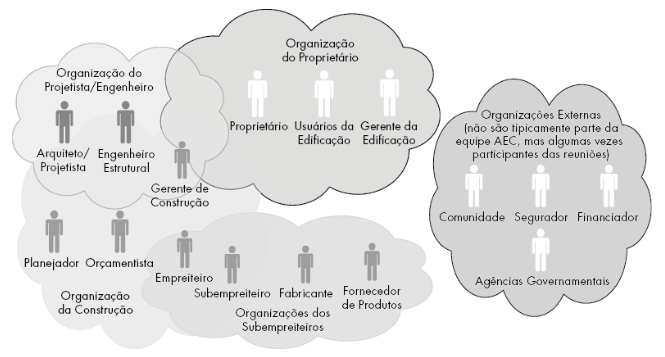 Organização
do Proprietário
Proprietário
Usuários da
Edificação
Gerente da
Edificação
Organização do
Projetista/Engenheiro
Arquiteto/
Projetista
Engenheiro
Estrutural
Gerente de
Construção
Planejador
Orçamentista
Organização
da Construção
Empreiteiro
Subempreiteiro
Fabricante
Fornecedor
de Produtos
Organizações dos
Subempreiteiros
Organizações Externas
(não são tipicamente parte da
equipe AEC, mas algumas vezes
participantes das reuniões)
Comunidade
Segurador
Financiador
Agências Governamentais